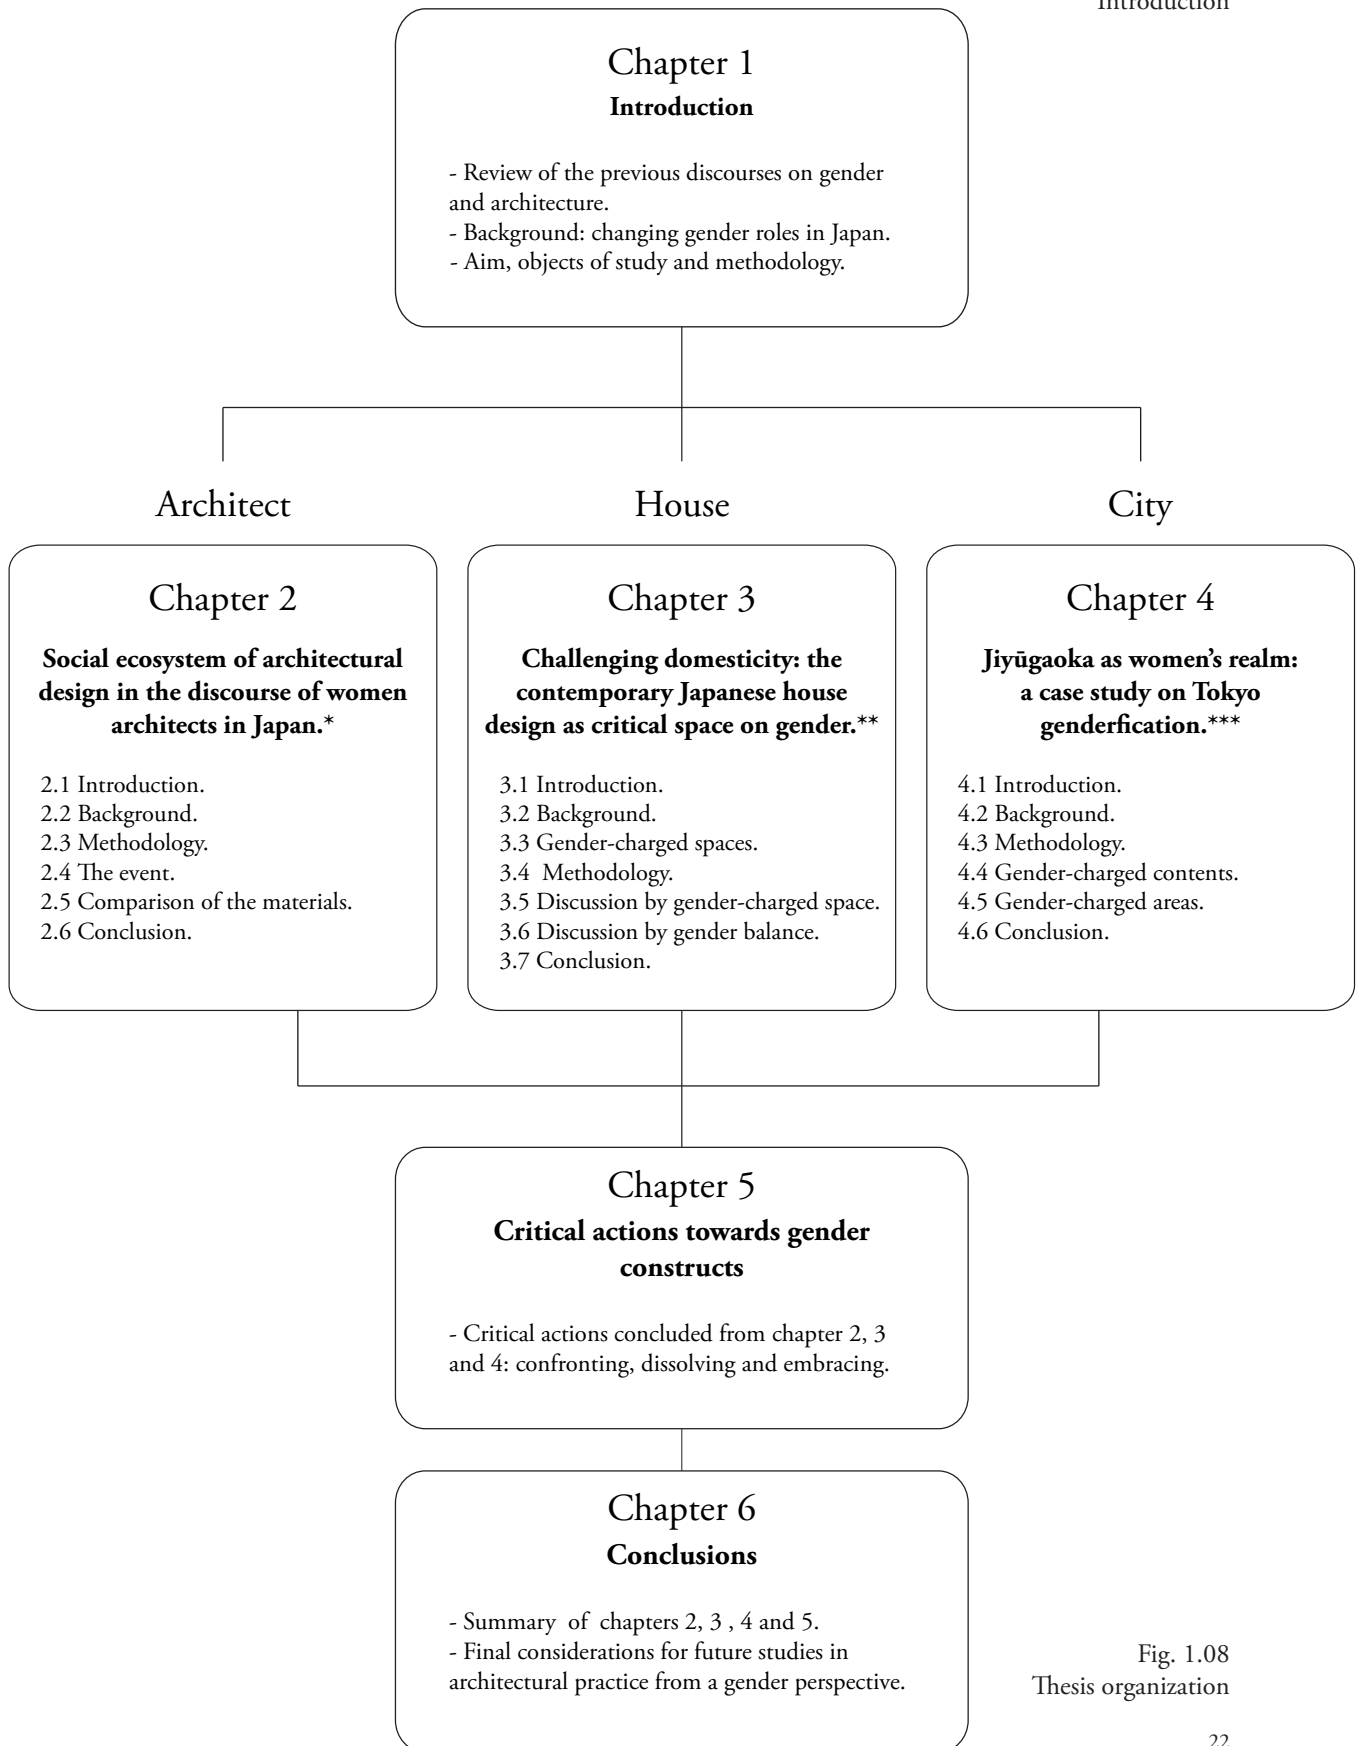 Introduction
Chapter 1
Introduction
- Review of the previous discourses on gender
and architecture.
- Background: changing gender roles in Japan.
- Aim, objects of study and methodology.
Architect
Chapter 2
Social ecosystem of architectural
design in the discourse of women
architects in Japan.*
2.1 Introduction.
2.2 Background.
2.3 Methodology.
2.4 The event.
2.5 Comparison of the materials.
2.6 Conclusion.
House
Chapter 3
Challenging domesticity: the
contemporary Japanese house
design as critical space on gender.**
3.1 Introduction.
3.2 Background.
3.3 Gender-charged spaces.
3.4 Methodology.
3.5 Discussion by gender-charged space.
3.6 Discussion by gender balance.
3.7 Conclusion.
City
Chapter 4
Jiyūgaoka as women’s realm:
a case study on Tokyo
genderfication.***
4.1 Introduction.
4.2 Background.
4.3 Methodology.
4.4 Gender-charged contents.
4.5 Gender-charged areas.
4.6 Conclusion.
Chapter 5
Critical actions towards gender
constructs
- Critical actions concluded from chapter 2, 3
and 4: confronting, dissolving and embracing.
Chapter 6
Conclusions
- Summary of chapters 2, 3 , 4 and 5.
- Final considerations for future studies in
architectural practice from a gender perspective.
Fig. 1.08
Thesis organization
22